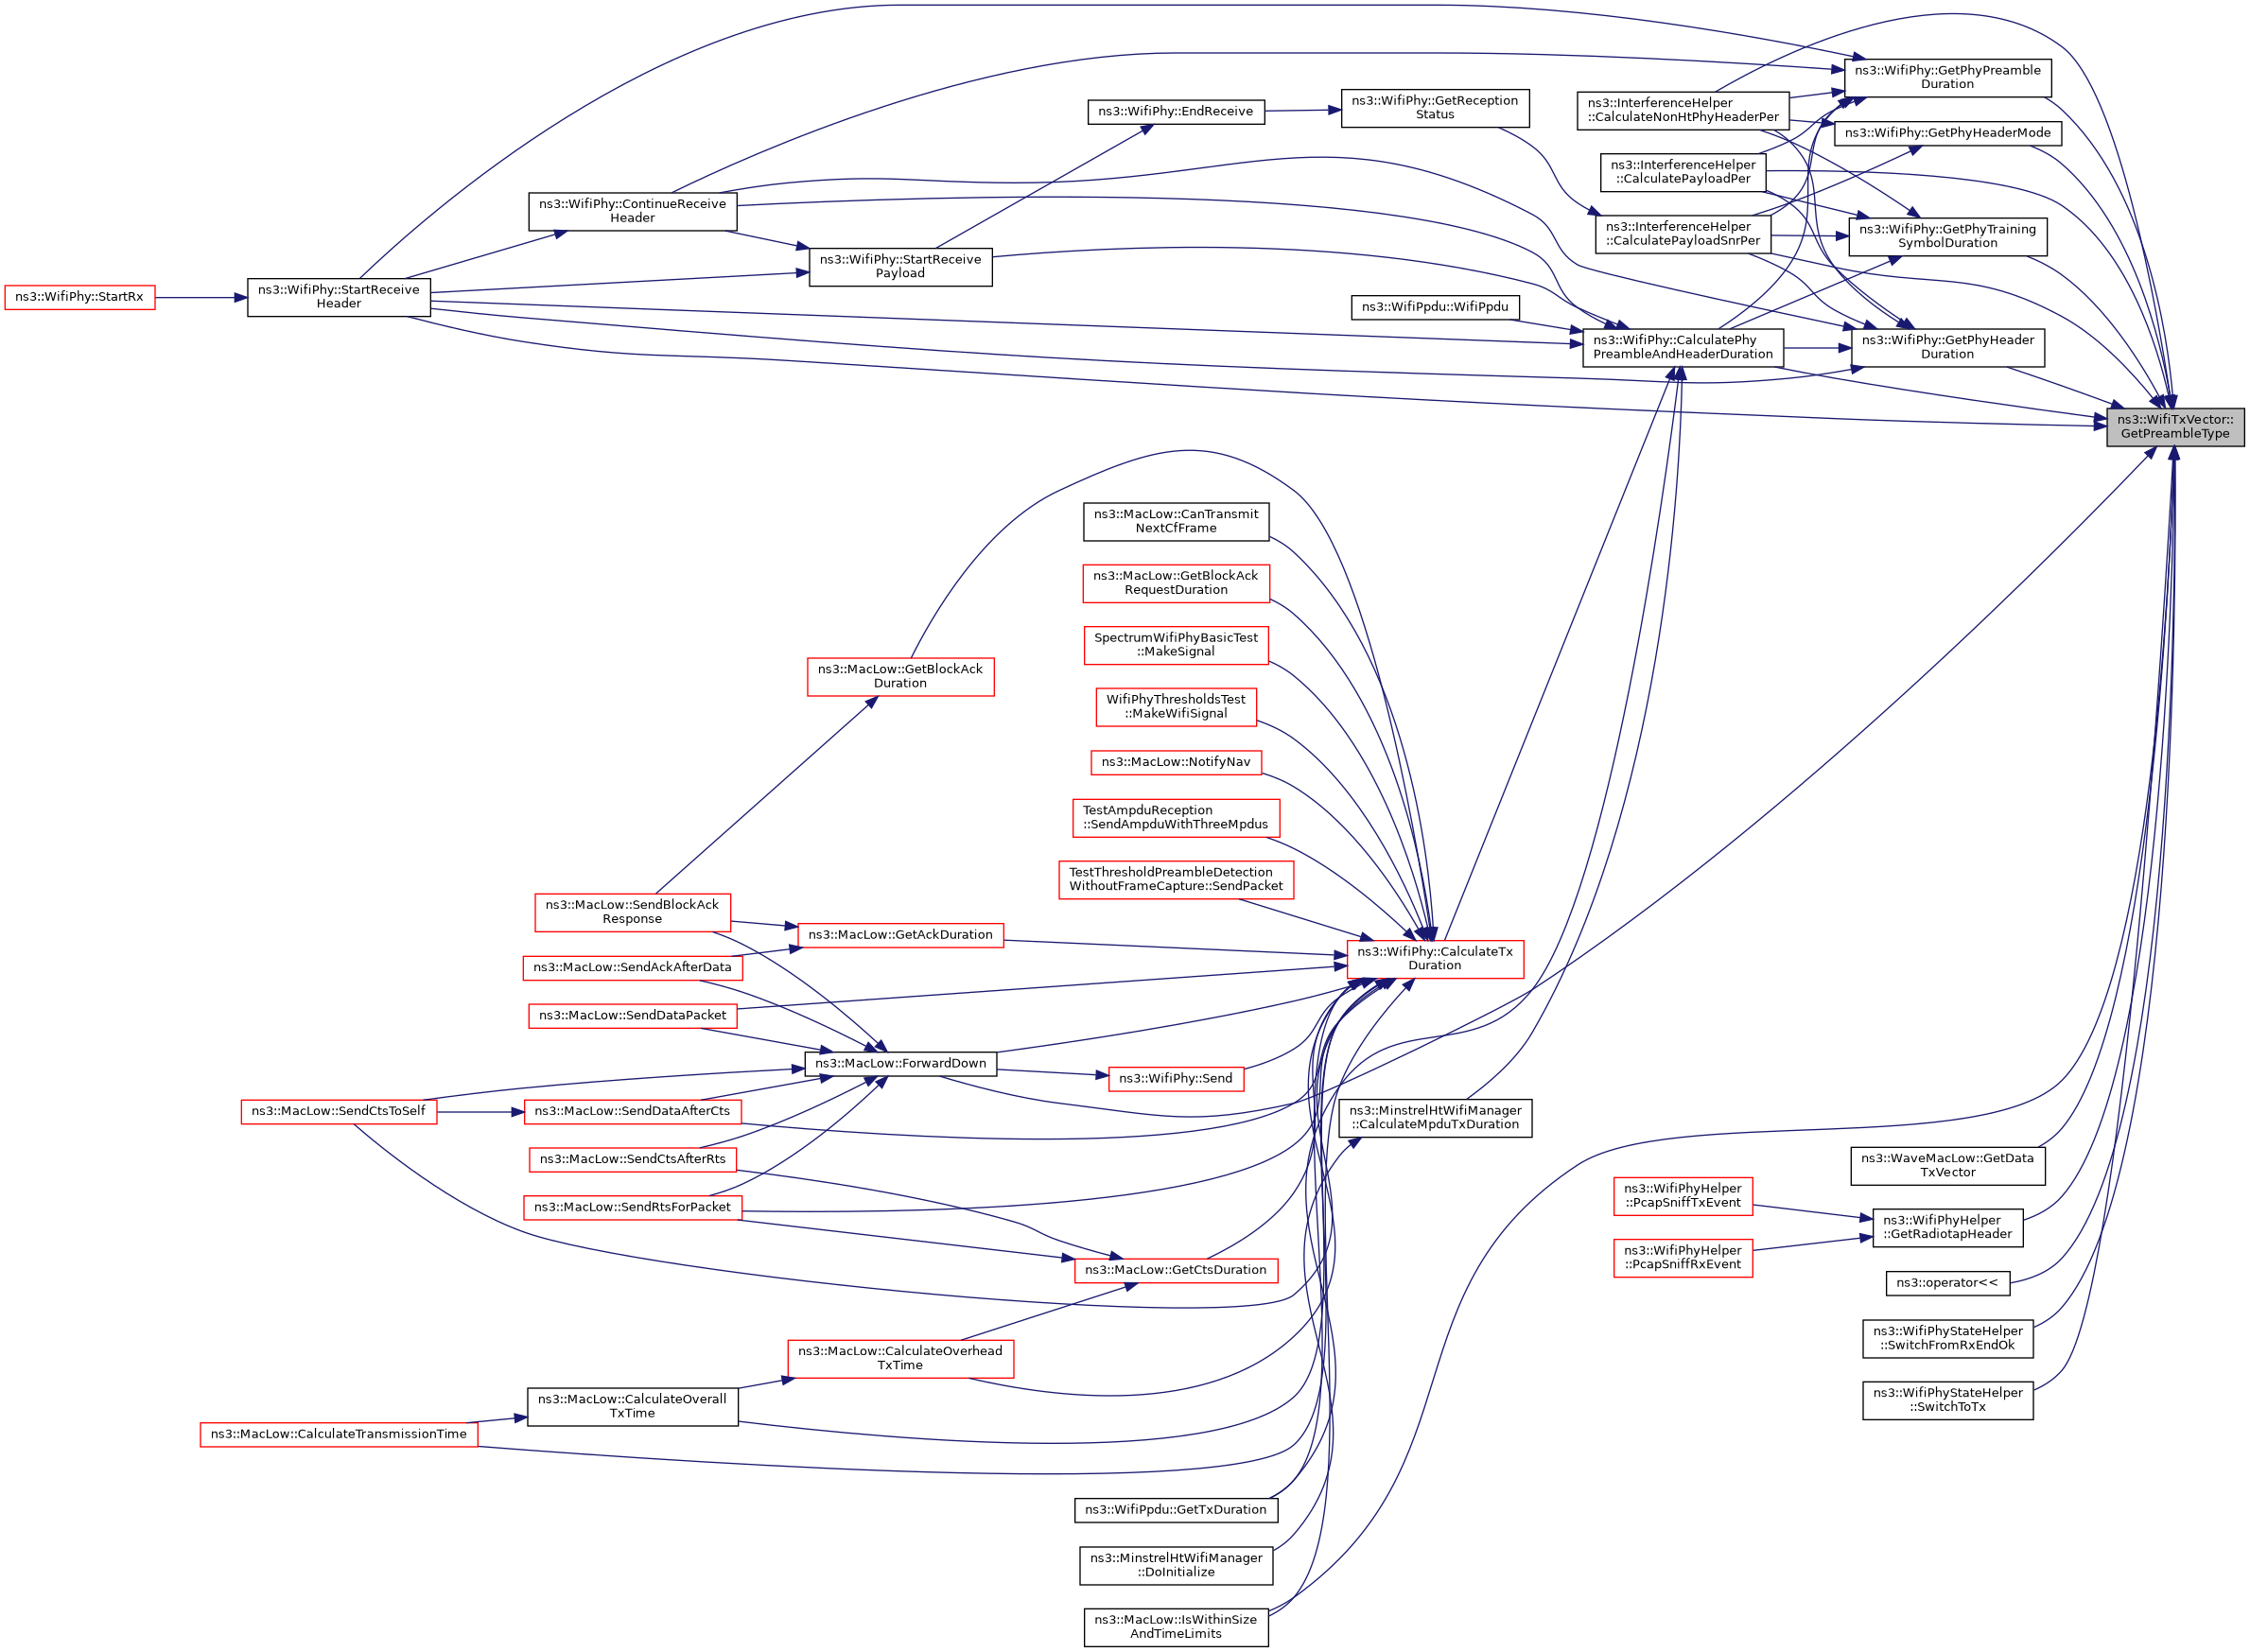 ns3::WifiPhy::GetPhyPreamble
Duration
ns3::InterferenceHelper
::CalculateNonHtPhyHeaderPer
ns3::WifiPhy::GetReception
Status
ns3::WifiPhy::EndReceive
ns3::WifiPhy::GetPhyHeaderMode
ns3::InterferenceHelper
::CalculatePayloadPer
ns3::WifiPhy::ContinueReceive
Header
ns3::InterferenceHelper
::CalculatePayloadSnrPer
ns3::WifiPhy::GetPhyTraining
SymbolDuration
ns3::WifiPhy::StartReceive
Payload
ns3::WifiPhy::StartRx
ns3::WifiPhy::StartReceive
Header
ns3::WifiPpdu::WifiPpdu
ns3::WifiPhy::CalculatePhy
PreambleAndHeaderDuration
ns3::WifiPhy::GetPhyHeader
Duration
ns3::WifiTxVector::
GetPreambleType
ns3::MacLow::CanTransmit
NextCfFrame
ns3::MacLow::GetBlockAck
RequestDuration
SpectrumWifiPhyBasicTest
::MakeSignal
ns3::MacLow::GetBlockAck
Duration
WifiPhyThresholdsTest
::MakeWifiSignal
ns3::MacLow::NotifyNav
TestAmpduReception
::SendAmpduWithThreeMpdus
TestThresholdPreambleDetection
WithoutFrameCapture::SendPacket
ns3::MacLow::SendBlockAck
Response
ns3::MacLow::GetAckDuration
ns3::WifiPhy::CalculateTx
Duration
ns3::MacLow::SendAckAfterData
ns3::MacLow::SendDataPacket
ns3::MacLow::ForwardDown
ns3::WifiPhy::Send
ns3::MacLow::SendCtsToSelf
ns3::MacLow::SendDataAfterCts
ns3::MinstrelHtWifiManager
::CalculateMpduTxDuration
ns3::MacLow::SendCtsAfterRts
ns3::WaveMacLow::GetData
TxVector
ns3::MacLow::SendRtsForPacket
ns3::WifiPhyHelper
::PcapSniffTxEvent
ns3::WifiPhyHelper
::GetRadiotapHeader
ns3::WifiPhyHelper
::PcapSniffRxEvent
ns3::MacLow::GetCtsDuration
ns3::operator<<
ns3::WifiPhyStateHelper
::SwitchFromRxEndOk
ns3::MacLow::CalculateOverhead
TxTime
ns3::WifiPhyStateHelper
::SwitchToTx
ns3::MacLow::CalculateOverall
TxTime
ns3::MacLow::CalculateTransmissionTime
ns3::WifiPpdu::GetTxDuration
ns3::MinstrelHtWifiManager
::DoInitialize
ns3::MacLow::IsWithinSize
AndTimeLimits